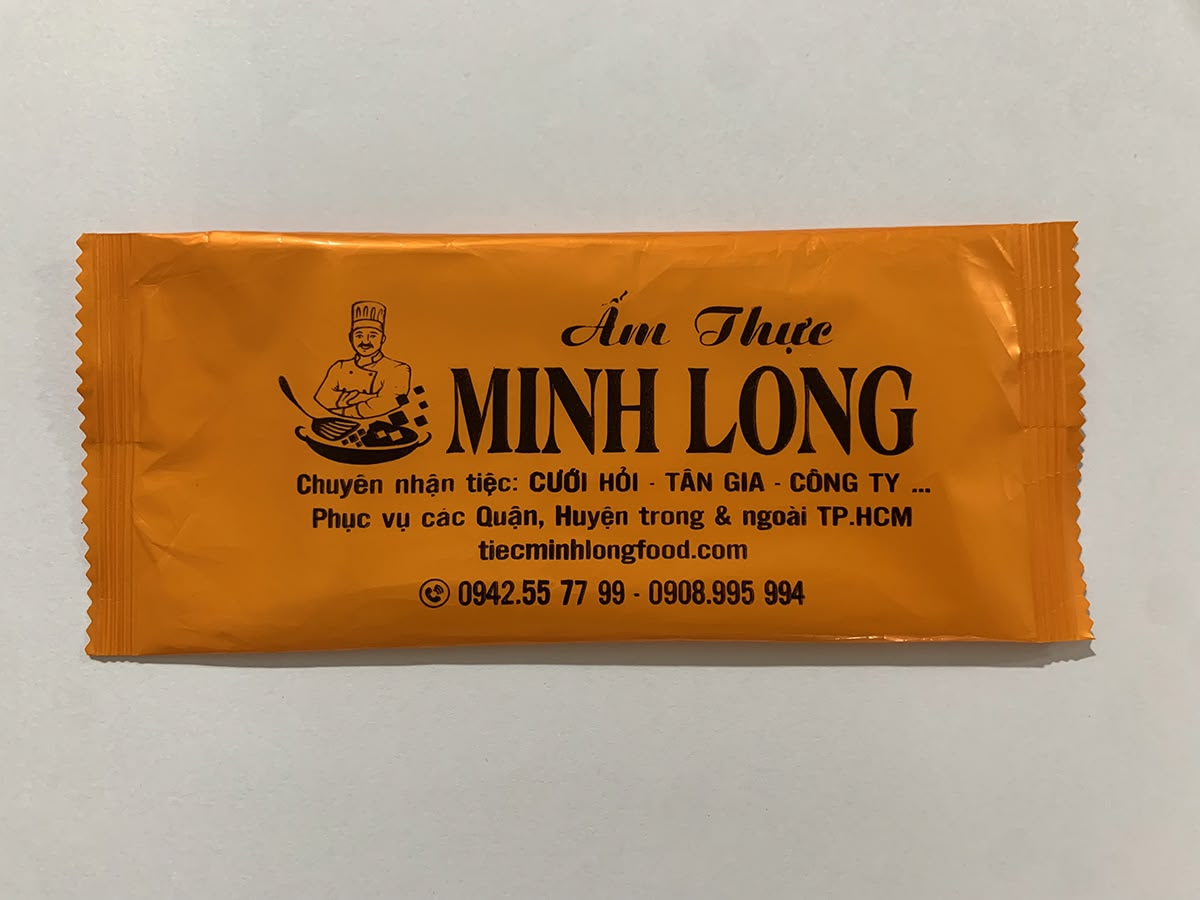 Ẩm Thực
MINH LONG
Chuyên nhận tiệc: CƯỚI HỎI - TÂN GIA - CÔNG TY ...
Phục vụ các Quận, Huyện trong & ngoài TP.HCM
tiecminhlongfood.com
0942.55 77 99 - 0908.995 994